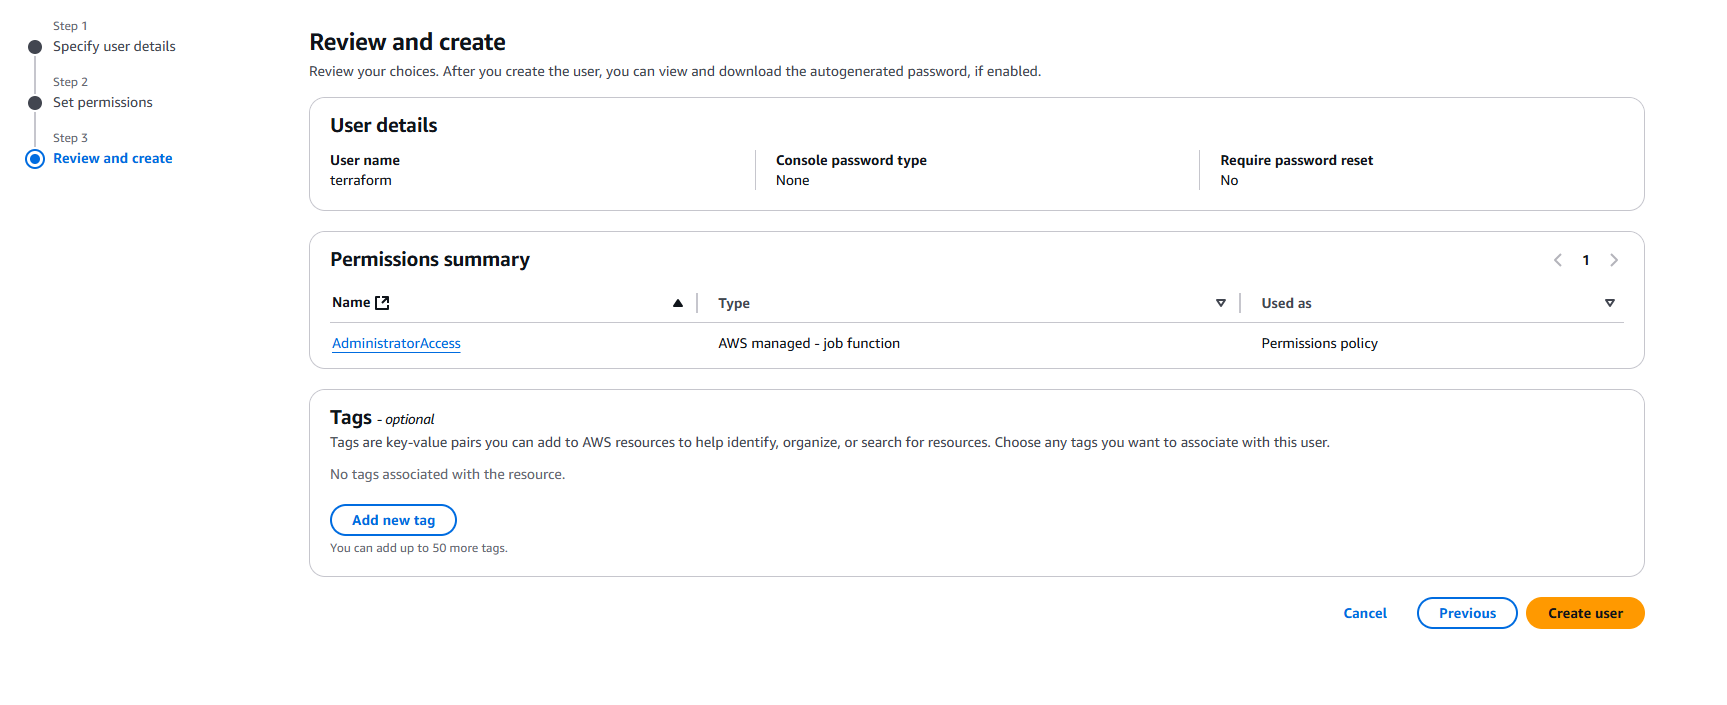 Step 1
Specify user details
Step 2
Set permissions
Step 3
Review and create
Review and create
Review your choices. After you create the user, you can view and download the autogenerated password, if enabled.
User details
User name
terraform
Console password type
None
Require password reset
No
Permissions summary
1
Name
Type
Used as
AdministratorAccess
AWS managed - job function
Permissions policy
Tags - optional
Tags are key-value pairs you can add to AWS resources to help identify, organize, or search for resources. Choose any tags you want to associate with this user.
No tags associated with the resource.
Add new tag
You can add up to 50 more tags.
Cancel
Previous
Create user